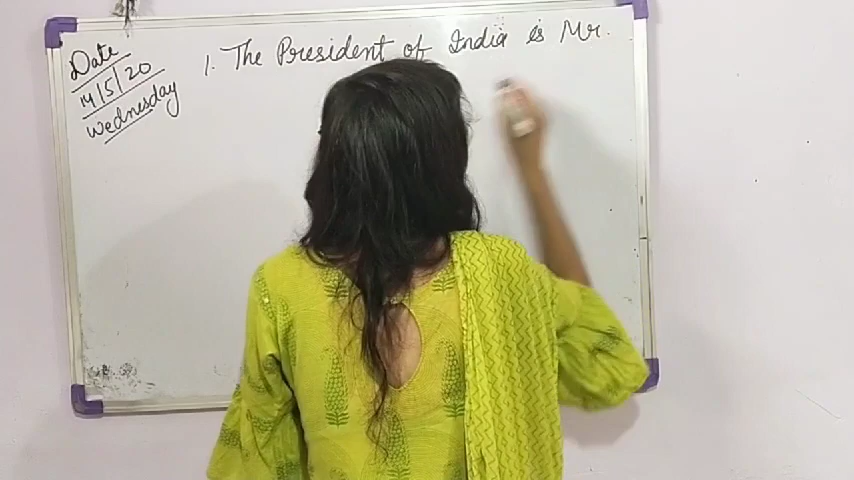 Date
14/5/20
Wednesday
1. The President of India is Mr.